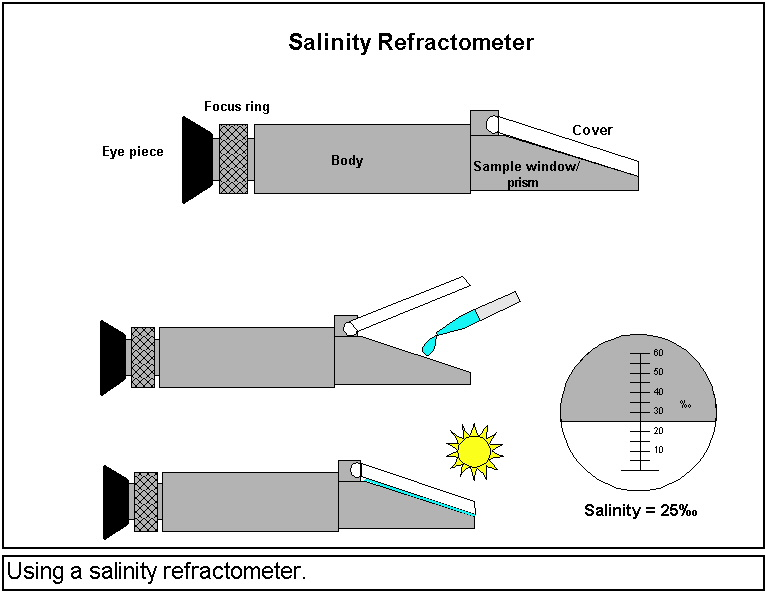 Salinity Refractometer
Focus ring
Eye piece
Body
Cover
Sample window/
prism
60
50
40
30 ‰
20
10
Salinity = 25‰
Using a salinity refractometer.